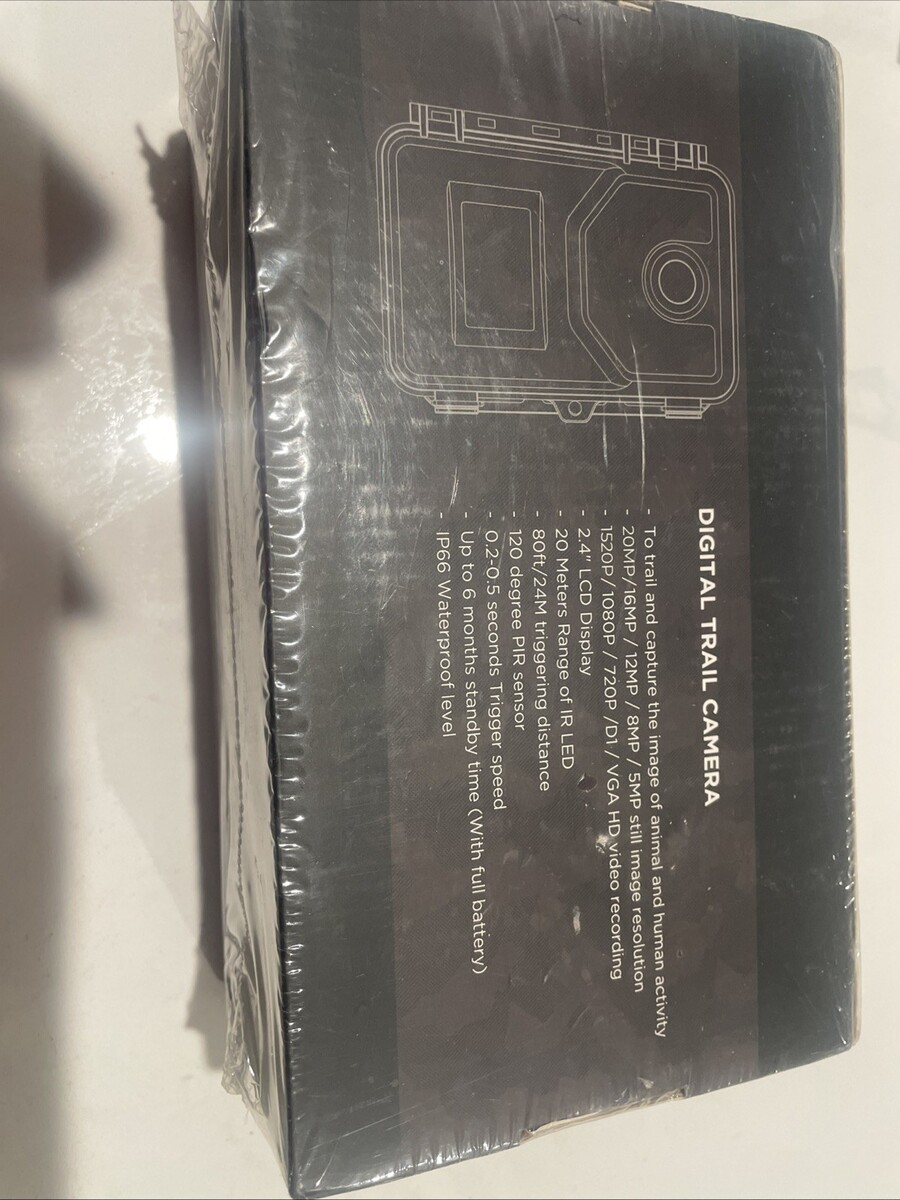 DIGITAL TRAIL CAMERA
- To trail and capture the image of animal and human activity
- 20MP/16MP / 12MP / 8MP / 5MP still image resolution
- 1520P/ 1080P / 720P /D1 / VGA HD video recording
- 2.4" LCD Display
- 20 Meters Range of IR LED
- 80ft/24M triggering distance
- 120 degree PIR sensor
- 0.2-0.5 seconds Trigger speed
- Up to 6 months standby time (With full battery)
- IP66 Waterproof level